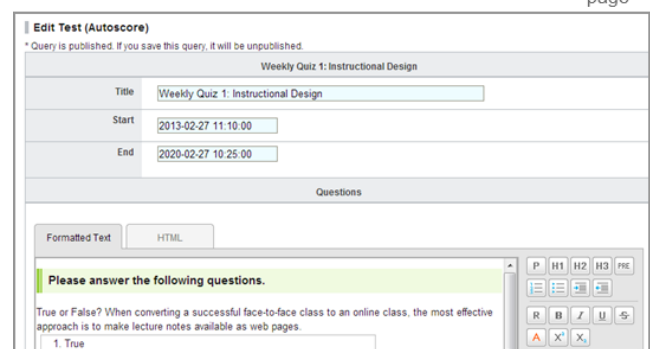 page
Edit Test (Autoscore)
* Query is published. If you save this query, it will be unpublished.
Weekly Quiz 1: Instructional Design
Title Weekly Quiz 1: Instructional Design
Start 2013-02-27 11:10:00
End 2020-02-27 10:25:00
Questions
Formatted Text HTML
P H1 H2 H3 PRE
Please answer the following questions.
True or False? When converting a successful face-to-face class to an online class, the most effective
approach is to make lecture notes available as web pages.
R B I U S
A X² X₂
1. True